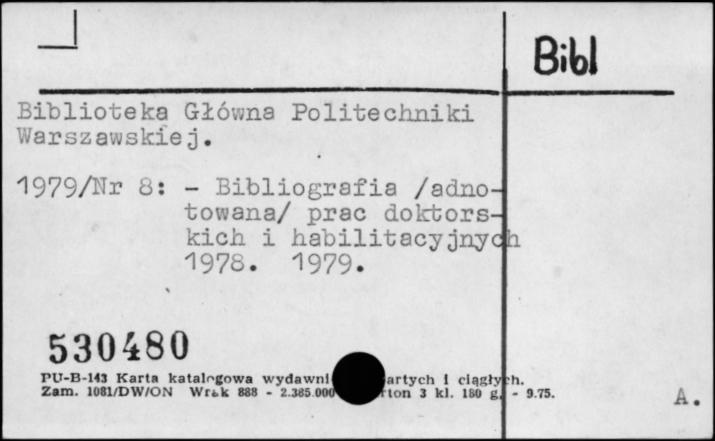 Bibl
Biblioteka Główna Politechniki
Warszawskiej.
1979/Nr 8: - Bibliografia /adno-
towana/ prac doktors-
kich i habilitacyjnych
1978. 1979.
530480
PU-B-143 Karta katalogowa wydawni artych i ciągłych.
Zam. 1081/DW/ON 888 - 2.385.000 rton 3 kl. 180 g. - 9.75.
A.